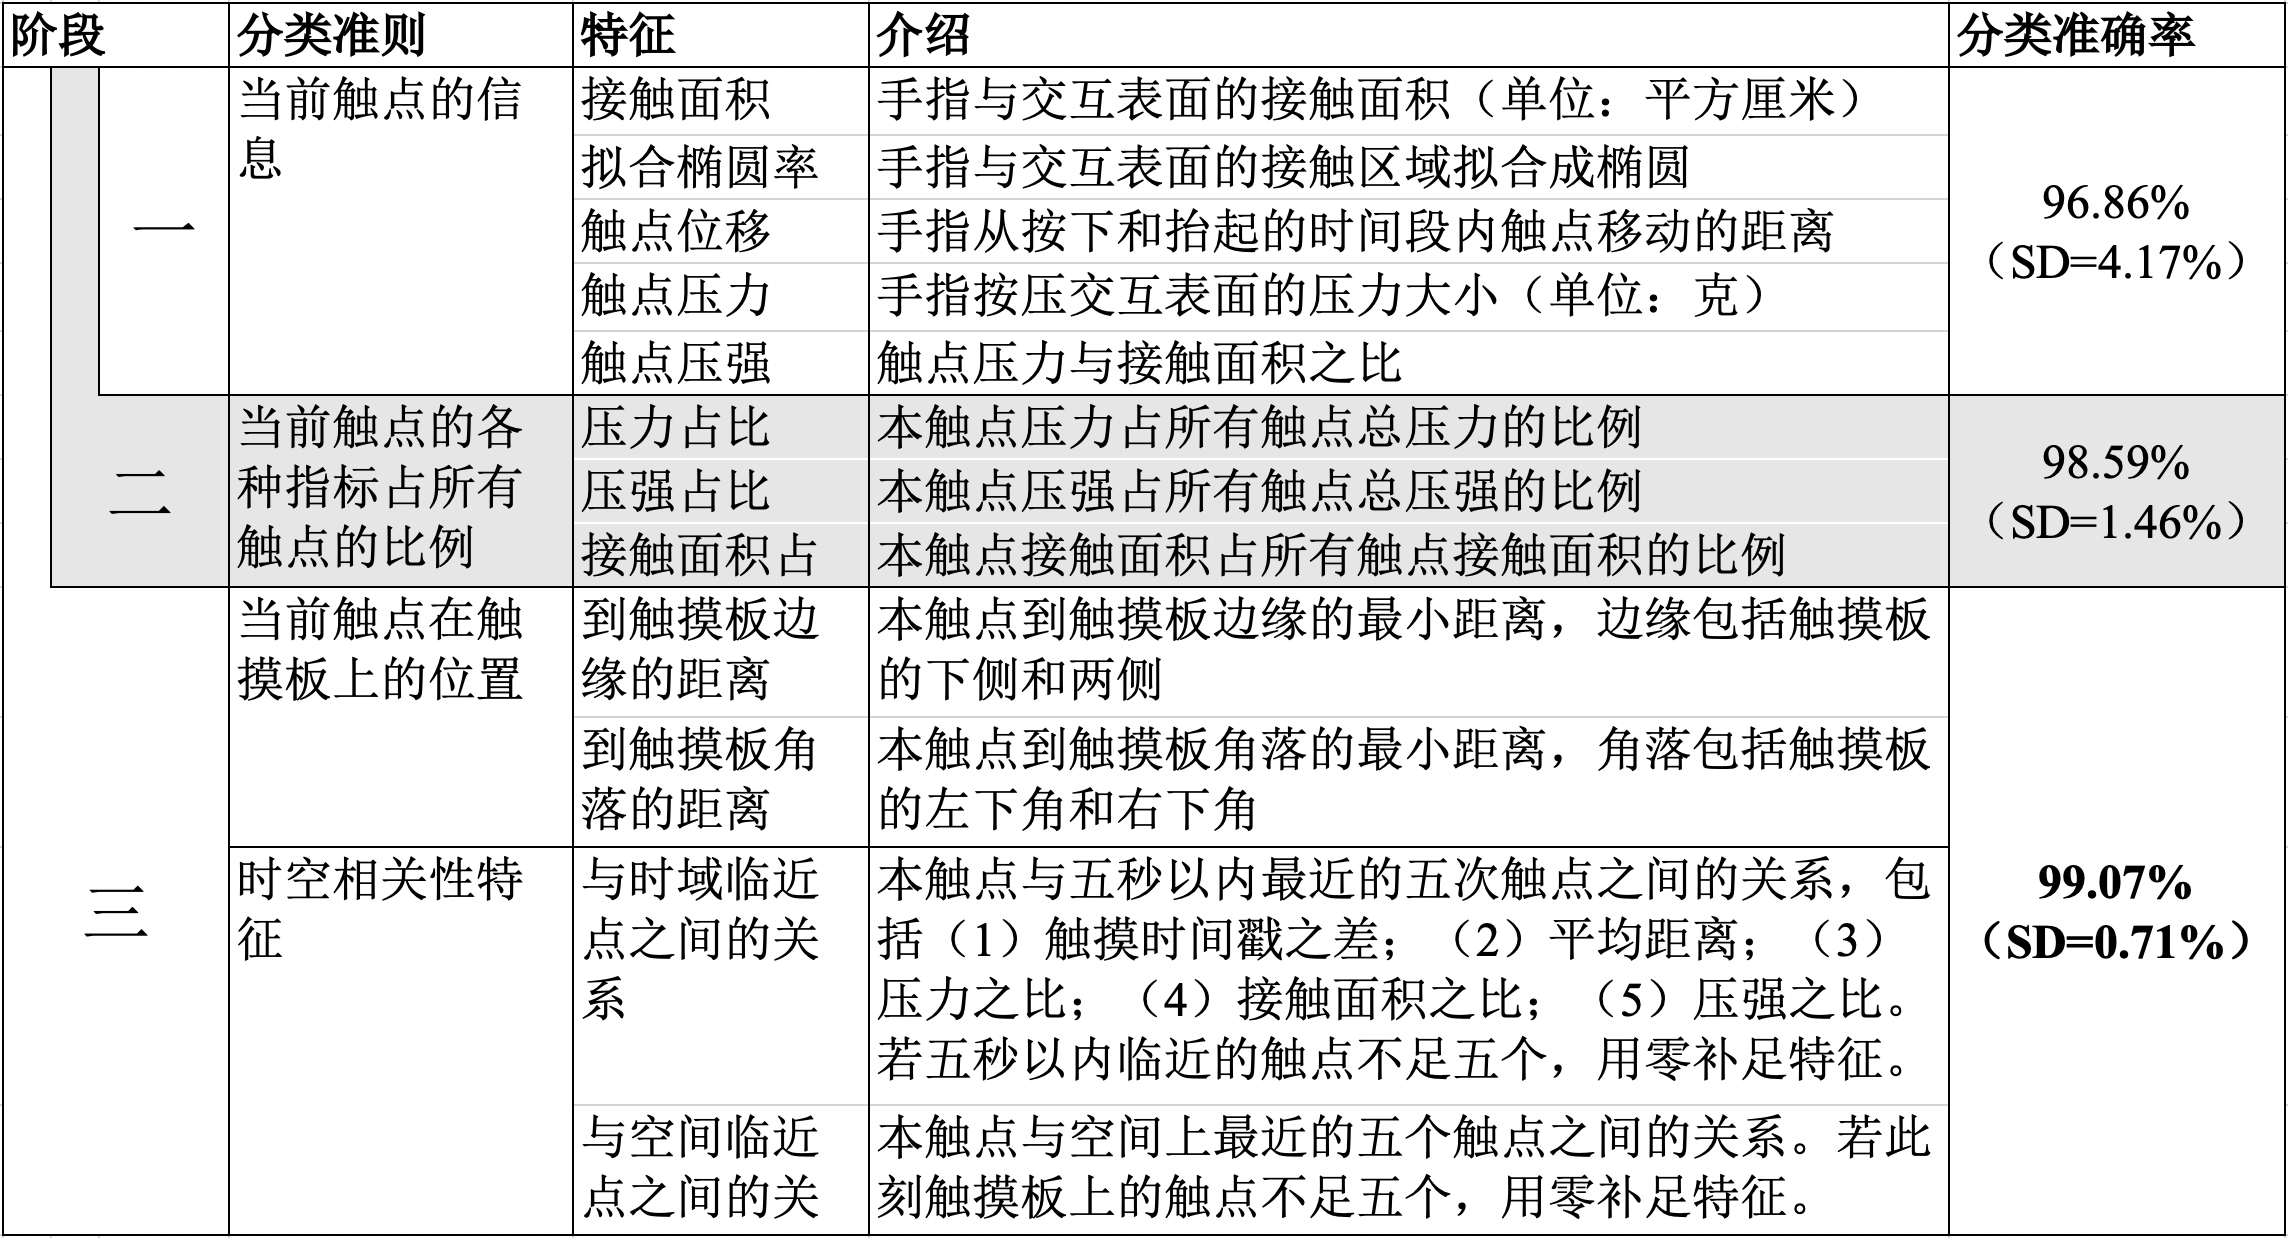 阶段 分类准则 特征 介绍 分类准确率
一
当前触点的信
息
接触面积 手指与交互表面的接触面积（单位：平方厘米）
拟合椭圆率 手指与交互表面的接触区域拟合成椭圆
触点位移 手指从按下和抬起的时间段内触点移动的距离
触点压力 手指按压交互表面的压力大小（单位：克）
触点压强 触点压力与接触面积之比
96.86%
（SD=4.17%）
二
当前触点的各
种指标占所有
触点的比例
压力占比 本触点压力占所有触点总压力的比例
压强占比 本触点压强占所有触点总压强的比例
接触面积占 本触点接触面积占所有触点接触面积的比例
98.59%
（SD=1.46%）
三
当前触点在触
摸板上的位置
到触摸板边
缘的距离
本触点到触摸板边缘的最小距离，边缘包括触摸板
的下侧和两侧
到触摸板角
落的距离
本触点到触摸板角落的最小距离，角落包括触摸板
的左下角和右下角
时空相关性特
征
与时域临近
点之间的关
系
本触点与五秒以内最近的五次触点之间的关系，包
括（1）触摸时间戳之差；（2）平均距离；（3）
压力之比；（4）接触面积之比；（5）压强之比。
若五秒以内临近的触点不足五个，用零补足特征。
与空间临近
点之间的关
本触点与空间上最近的五个触点之间的关系。若此
刻触摸板上的触点不足五个，用零补足特征。
99.07%
（SD=0.71%）